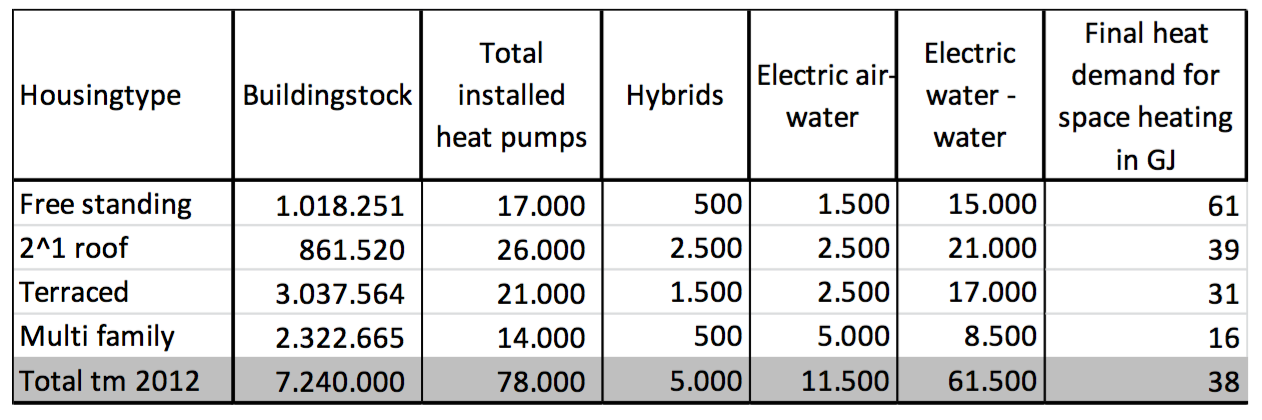 Housingtype Buildingstock Total installed heat pumps Hybrids Electric air-water Electric water - water Final heat demand for space heating in GJ
Free standing 1.018.251 17.000 500 1.500 15.000 61
2^1 roof 861.520 26.000 2.500 2.500 21.000 39
Terraced 3.037.564 21.000 1.500 2.500 17.000 31
Multi family 2.322.665 14.000 500 5.000 8.500 16
Total tm 2012 7.240.000 78.000 5.000 11.500 61.500 38